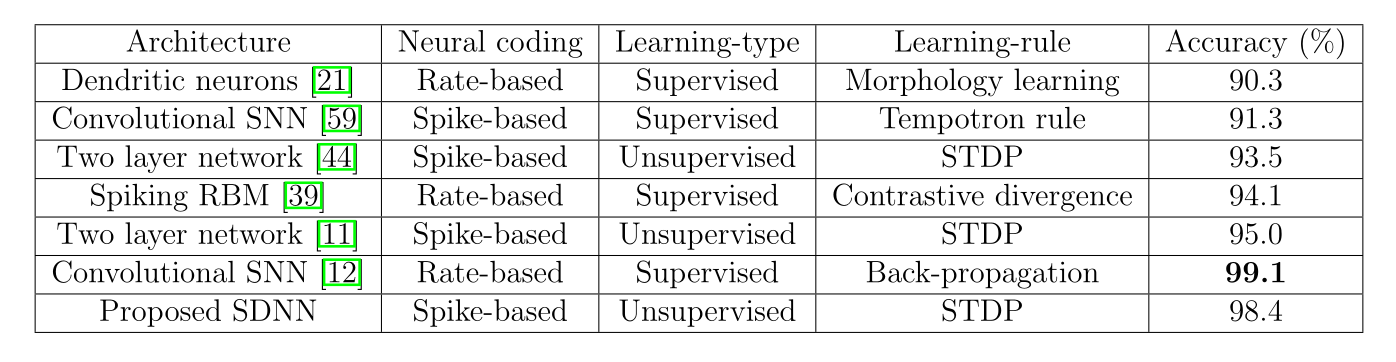 Architecture Neural coding Learning-type Learning-rule Accuracy (%)
Dendritic neurons [21] Rate-based Supervised Morphology learning 90.3
Convolutional SNN [59] Spike-based Supervised Tempotron rule 91.3
Two layer network [44] Spike-based Unsupervised STDP 93.5
Spiking RBM [39] Rate-based Supervised Contrastive divergence 94.1
Two layer network [11] Spike-based Unsupervised STDP 95.0
Convolutional SNN [12] Rate-based Supervised Back-propagation 99.1
Proposed SDNN Spike-based Unsupervised STDP 98.4